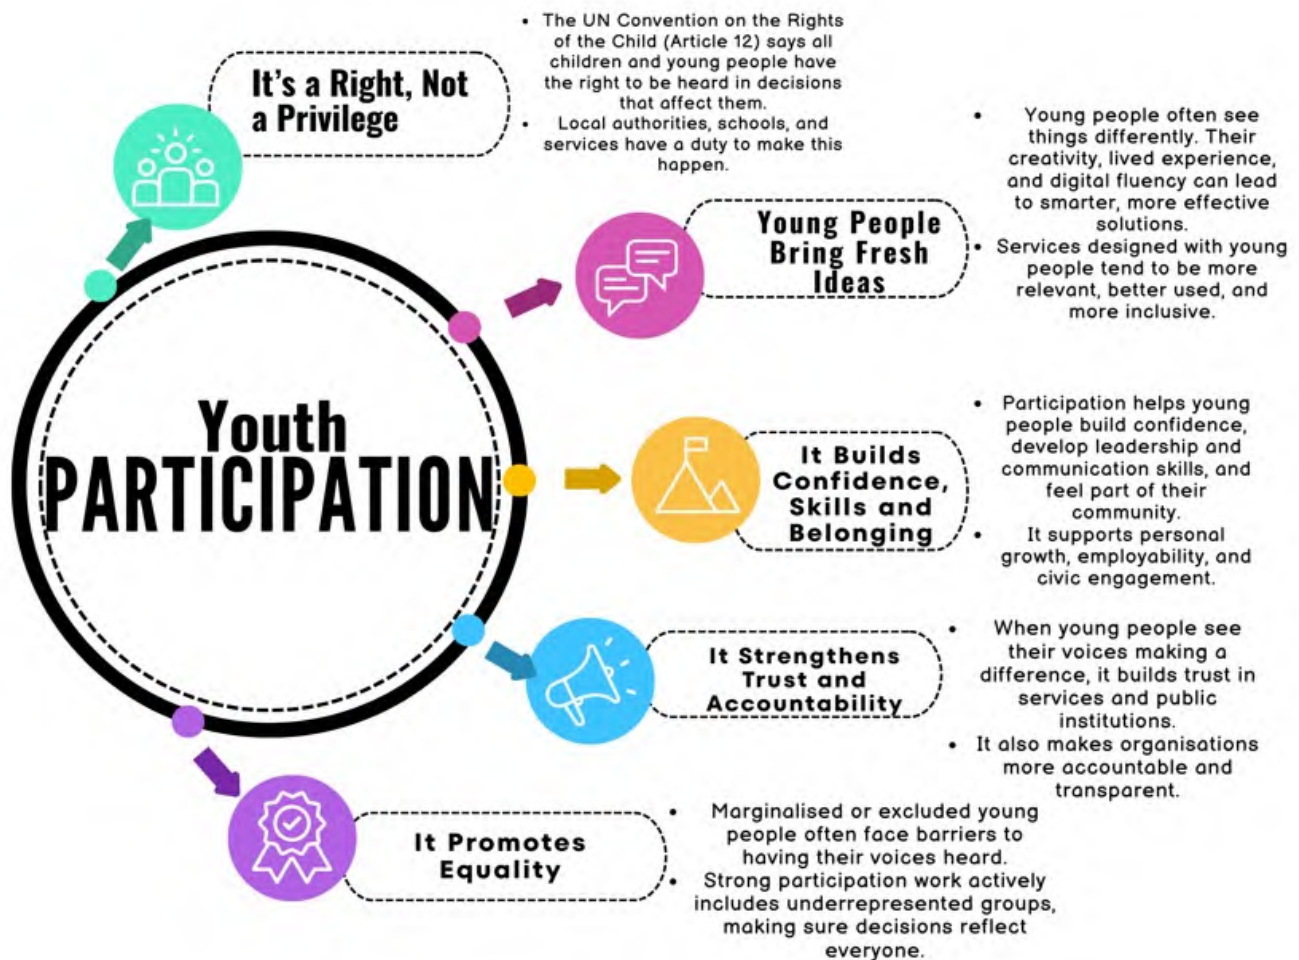 Youth
PARTICIPATION
It's a Right, Not
a Privilege
• The UN Convention on the Rights
of the Child (Article 12) says all
children and young people have
the right to be heard in decisions
that affect them.
• Local authorities, schools, and
services have a duty to make this
happen.
Young People
Bring Fresh
Ideas
• Young people often see
things differently. Their
creativity, lived experience,
and digital fluency can lead
to smarter, more effective
solutions.
• Services designed with young
people tend to be more
relevant, better used, and
more inclusive.
It Builds
Confidence,
Skills and
Belonging
• Participation helps young
people build confidence,
develop leadership and
communication skills, and
feel part of their
community.
• It supports personal
growth, employability, and
civic engagement.
It Strengthens
Trust and
Accountability
• When young people see
their voices making a
difference, it builds trust in
services and public
institutions.
• It also makes organisations
more accountable and
transparent.
It Promotes
Equality
• Marginalised or excluded young
people often face barriers to
having their voices heard.
• Strong participation work actively
includes underrepresented groups,
making sure decisions reflect
everyone.